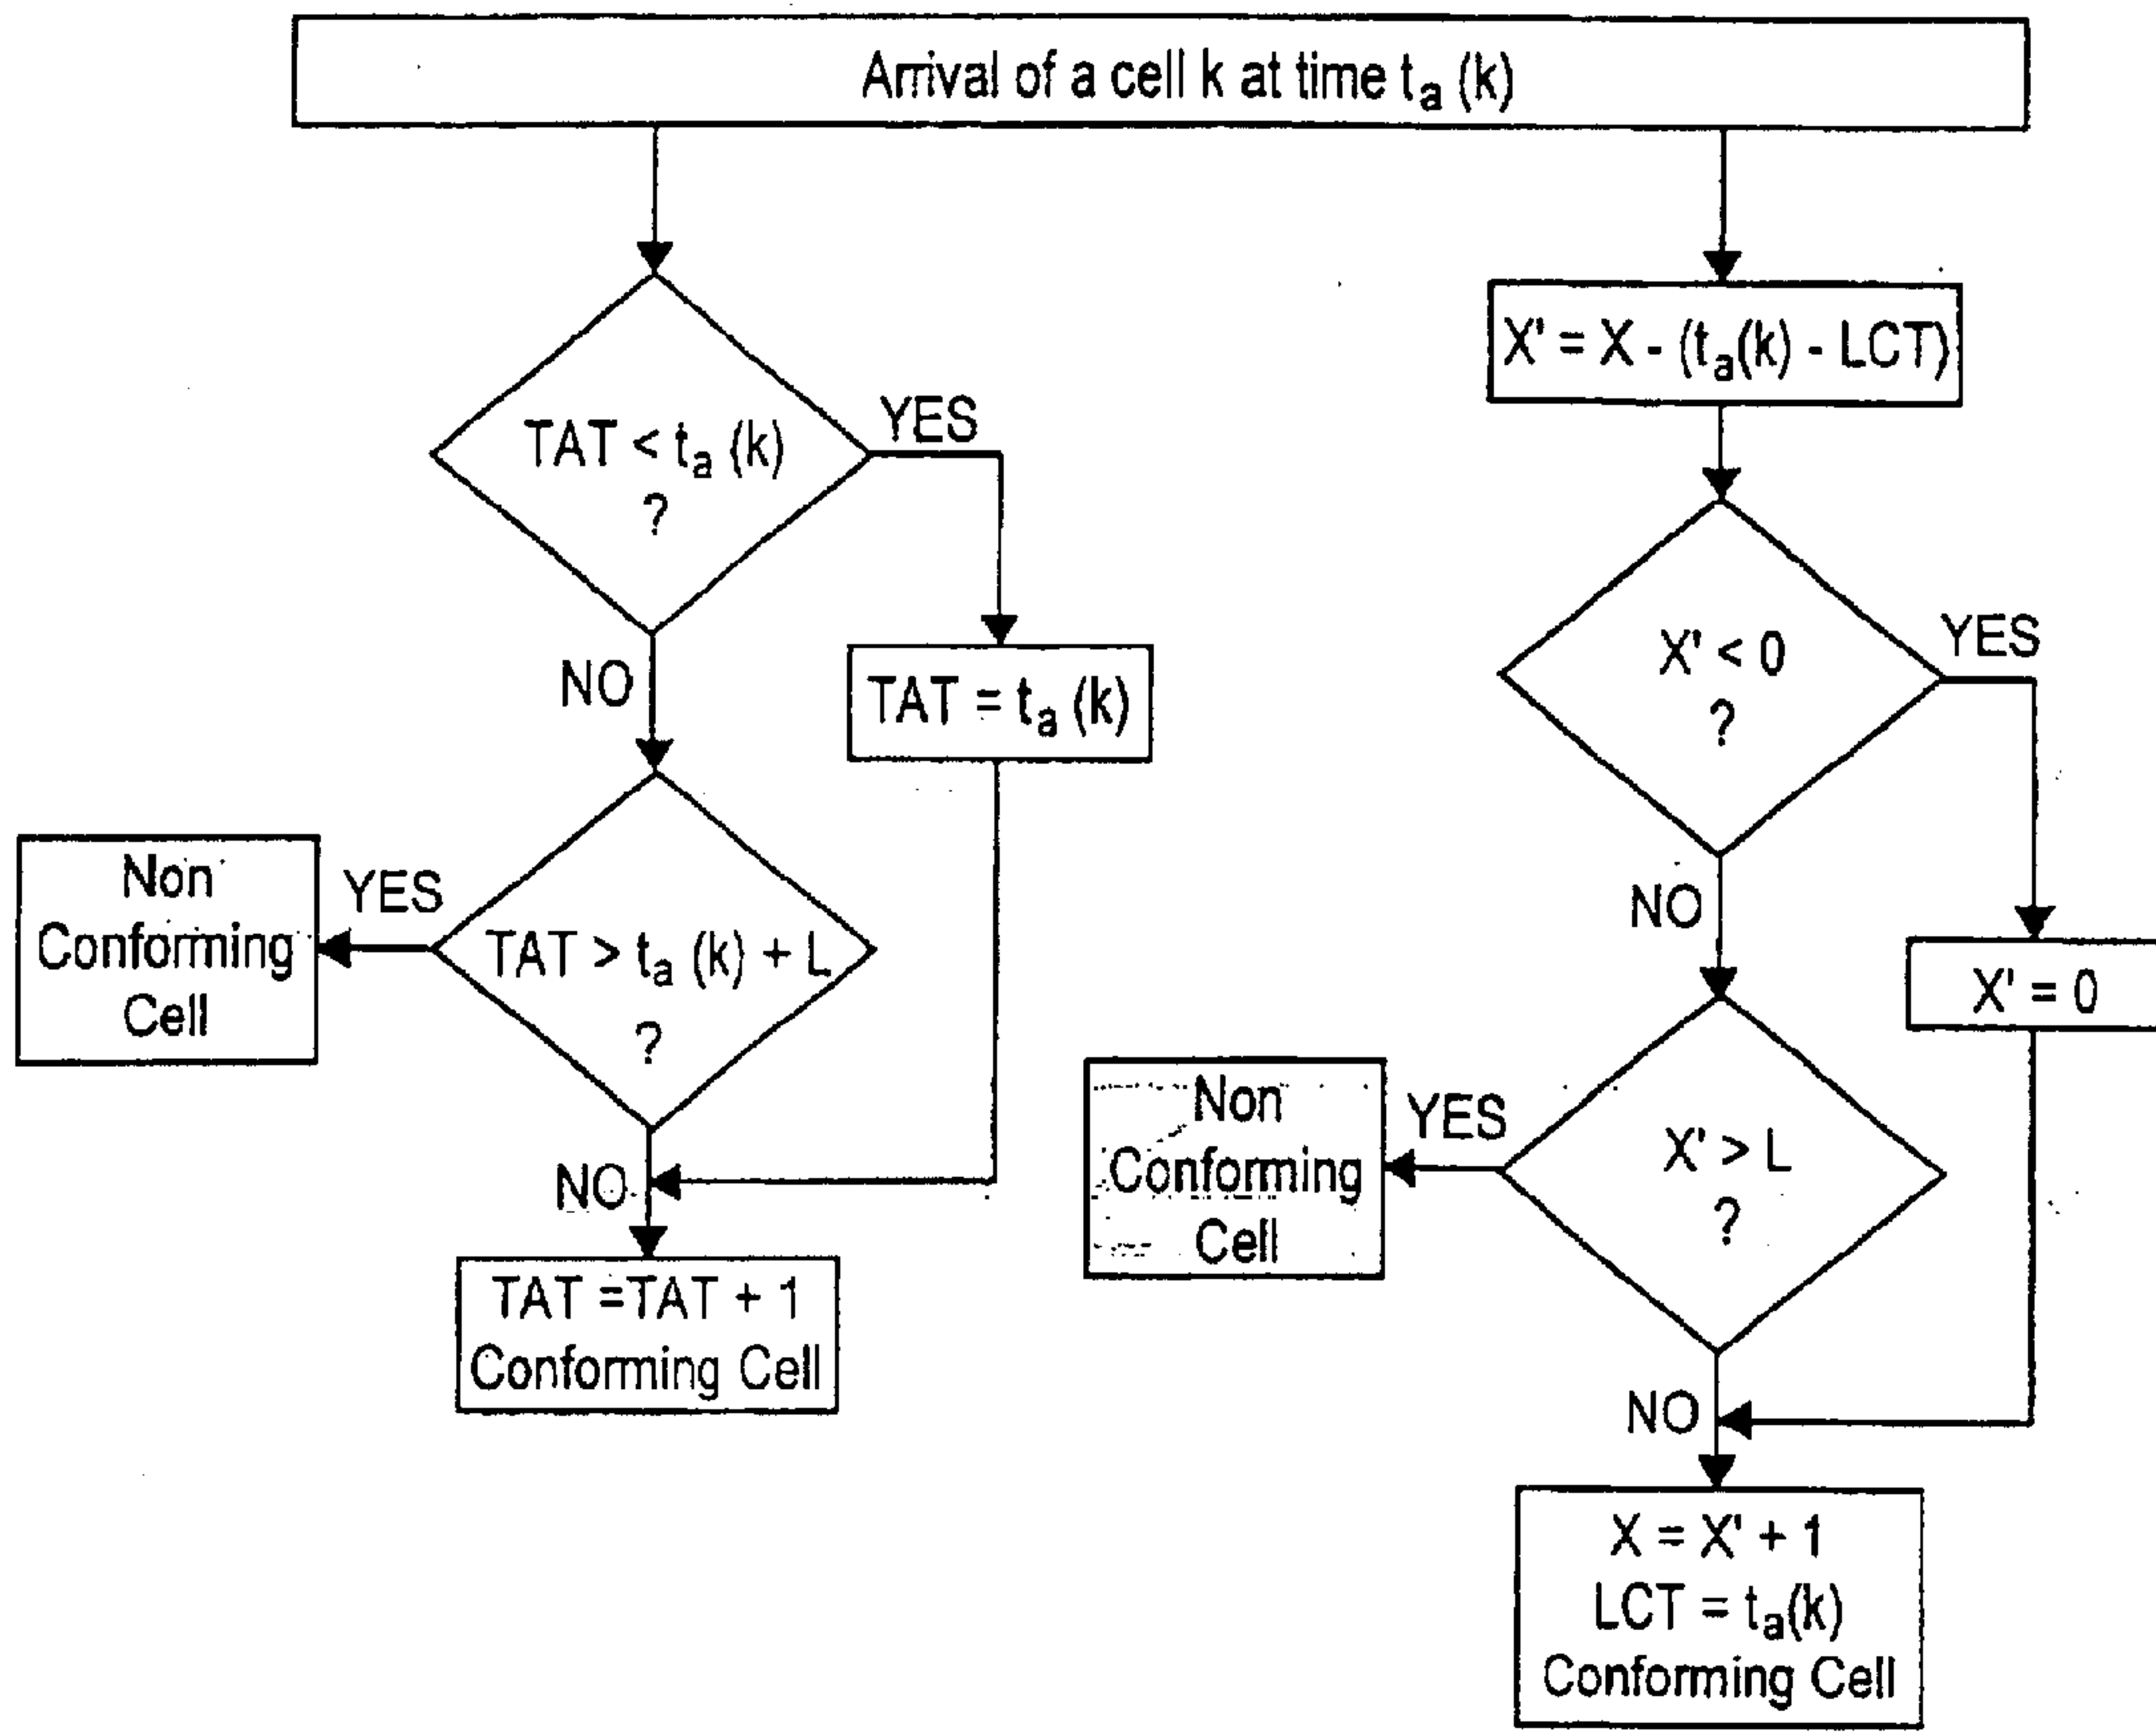 Arrival of a cell k at time tₐ (k)
TAT < tₐ (k)
?
YES
NO
TAT = tₐ (k)
TAT > tₐ (k) + L
?
YES
Non
Conforming
Cell
NO
TAT =TAT + 1
Conforming Cell
X' = X - (tₐ(k) - LCT)
X' < 0
?
YES
NO
X' = 0
X' > L
?
YES
Non
Conforming
Cell
NO
X = X' + 1
LCT = tₐ(k)
Conforming Cell